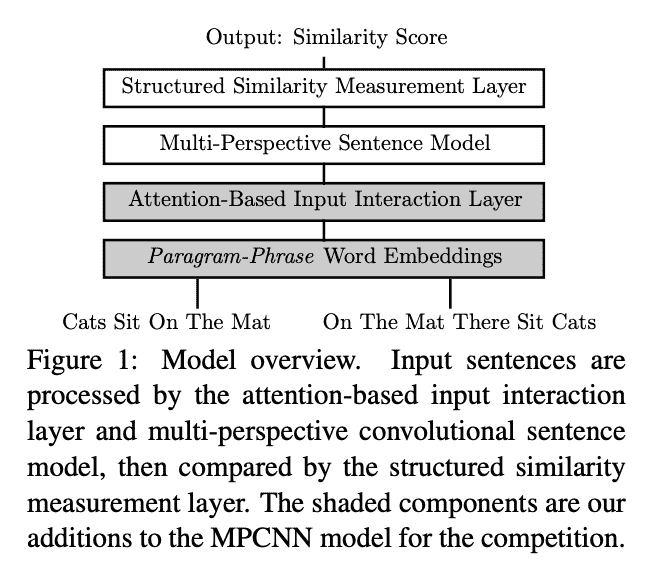 Output: Similarity Score
Structured Similarity Measurement Layer
Multi-Perspective Sentence Model
Attention-Based Input Interaction Layer
Paragram-Phrase Word Embeddings
Cats Sit On The Mat
On The Mat There Sit Cats
Figure 1: Model overview. Input sentences are
processed by the attention-based input interaction
layer and multi-perspective convolutional sentence
model, then compared by the structured similarity
measurement layer. The shaded components are our
additions to the MPCNN model for the competition.